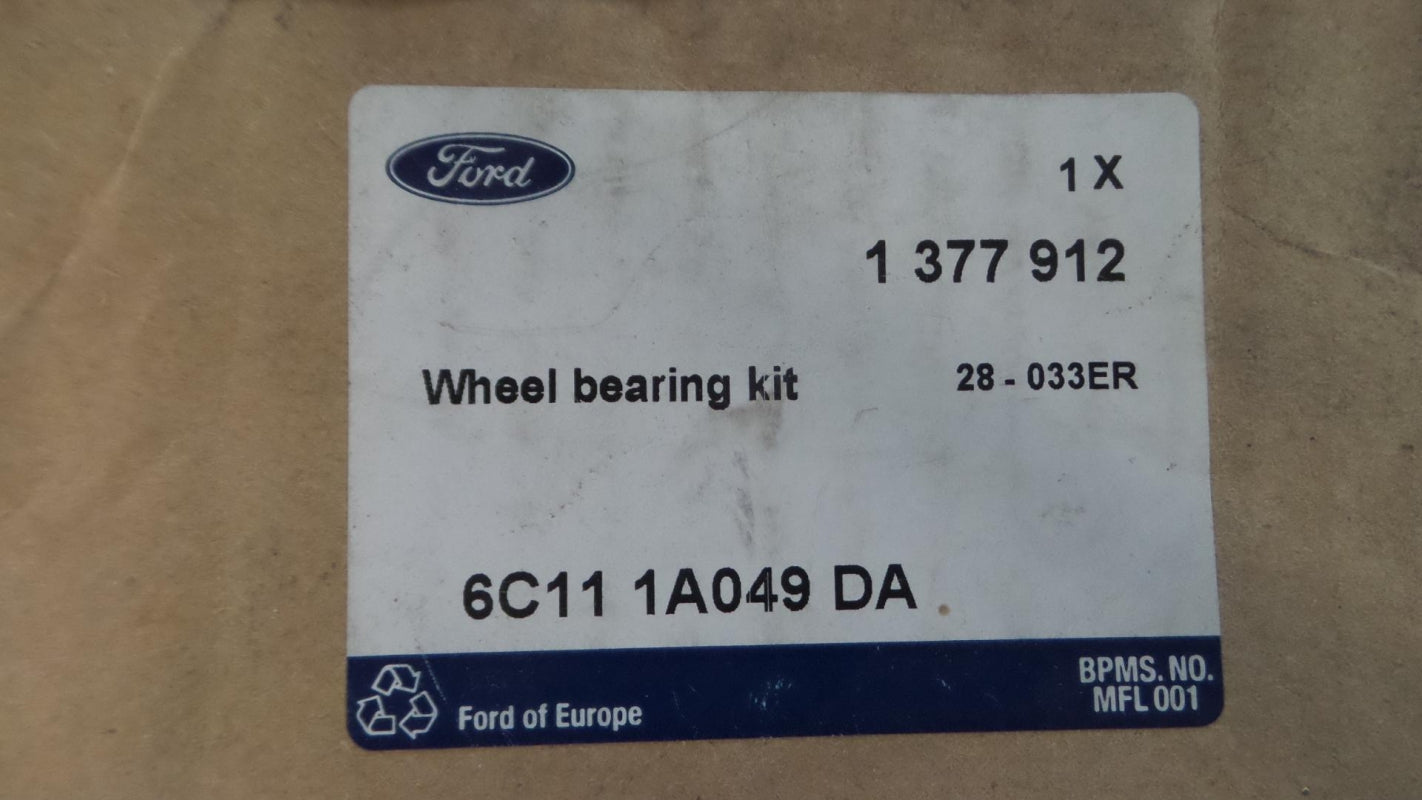 Ford
1 X
1 377 912
Wheel bearing kit 28 - 033ER
6C11 1A049 DA
Ford of Europe
BPMS. NO.
MFL 001